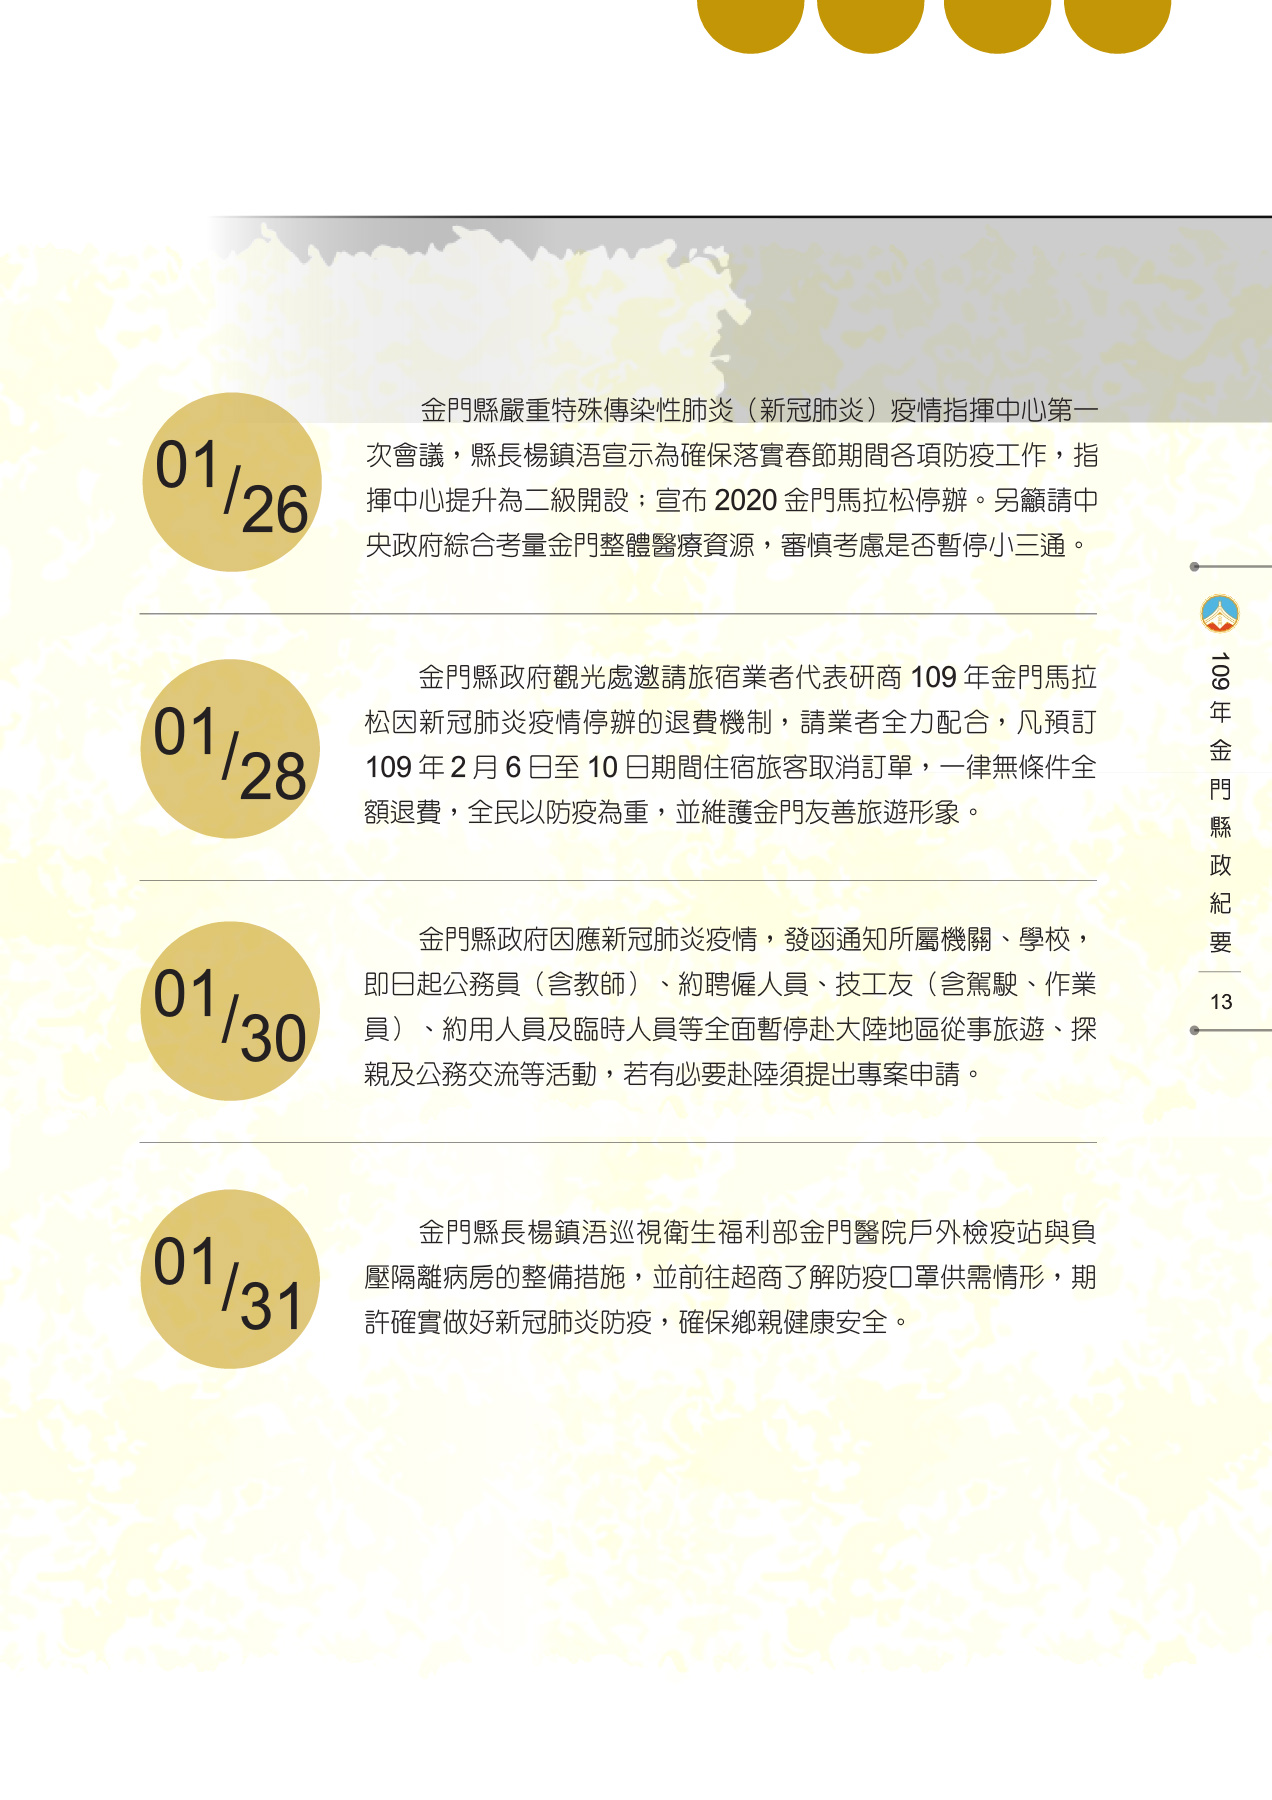 01/26
金門縣嚴重特殊傳染性肺炎（新冠肺炎）疫情指揮中心第一
次會議，縣長楊鎮浯宣示為確保落實春節期間各項防疫工作，指
揮中心提升為二級開設；宣布 2020 金門馬拉松停辦。另籲請中
央政府綜合考量金門整體醫療資源，審慎考慮是否暫停小三通。
01/28
金門縣政府觀光處邀請旅宿業者代表研商 109 年金門馬拉
松因新冠肺炎疫情停辦的退費機制，請業者全力配合，凡預訂
109 年 2 月 6 日至 10 日期間住宿旅客取消訂單，一律無條件全
額退費，全民以防疫為重，並維護金門友善旅遊形象。
01/30
金門縣政府因應新冠肺炎疫情，發函通知所屬機關、學校，
即日起公務員（含教師）、約聘僱人員、技工友（含駕駛、作業
員）、約用人員及臨時人員等全面暫停赴大陸地區從事旅遊、探
親及公務交流等活動，若有必要赴陸須提出專案申請。
01/31
金門縣長楊鎮浯巡視衛生福利部金門醫院戶外檢疫站與負
壓隔離病房的整備措施，並前往超商了解防疫口罩供需情形，期
許確實做好新冠肺炎防疫，確保鄉親健康安全。
109年金門縣政紀要
13